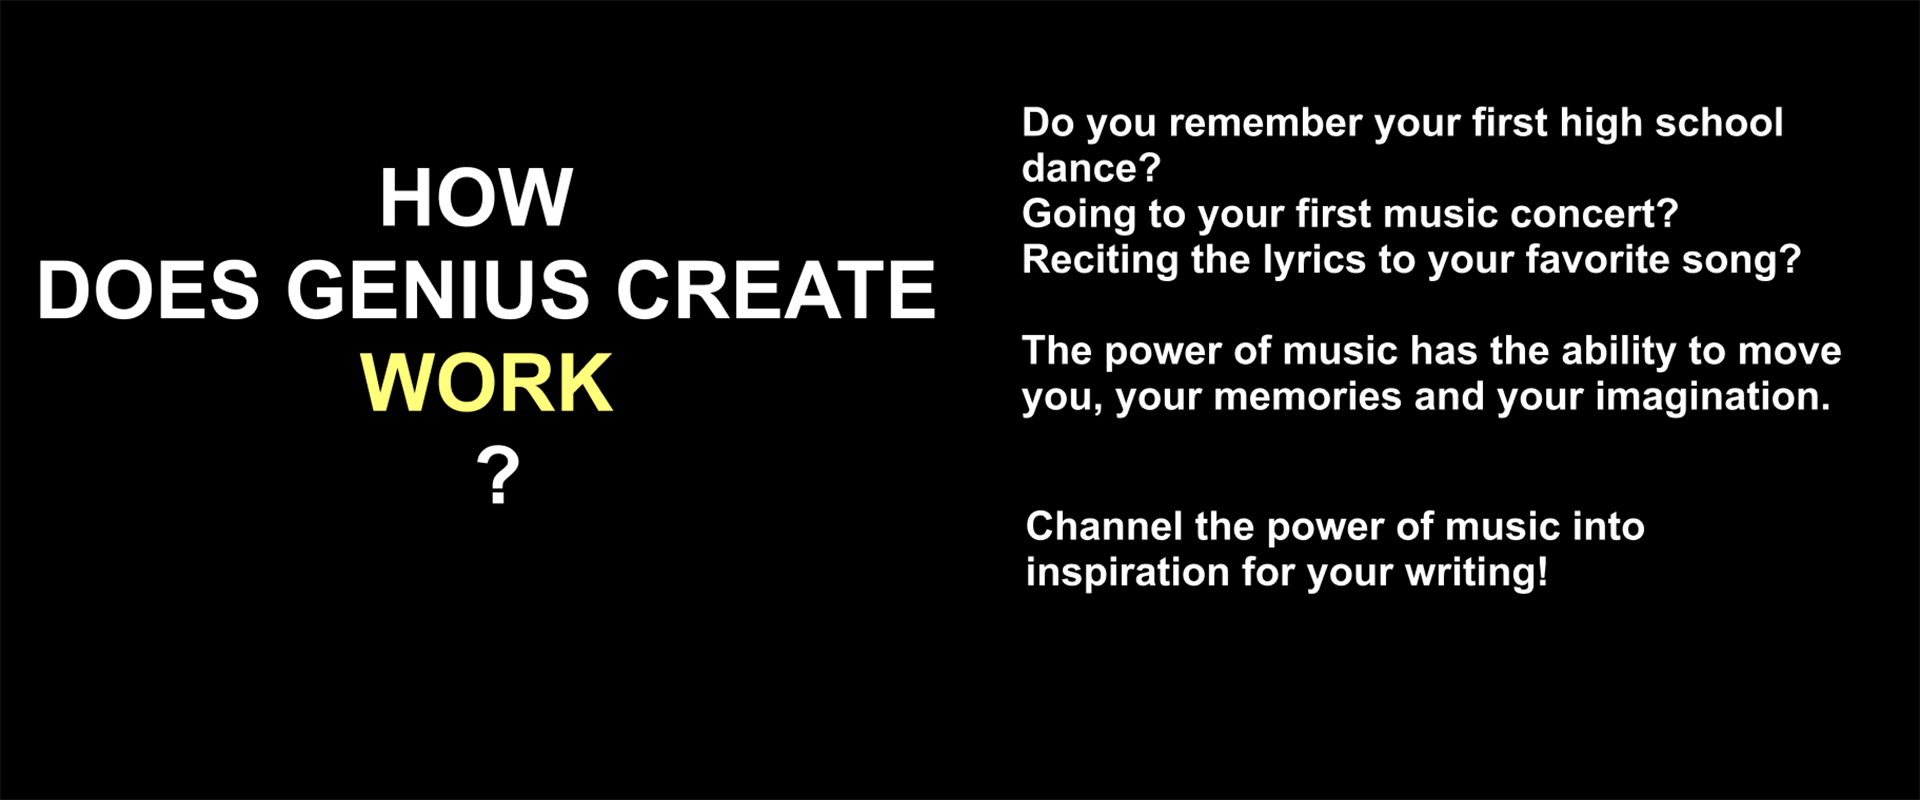 HOW
DOES GENIUS CREATE
WORK
?
Do you remember your first high school
dance?
Going to your first music concert?
Reciting the lyrics to your favorite song?
The power of music has the ability to move
you, your memories and your imagination.
Channel the power of music into
inspiration for your writing!